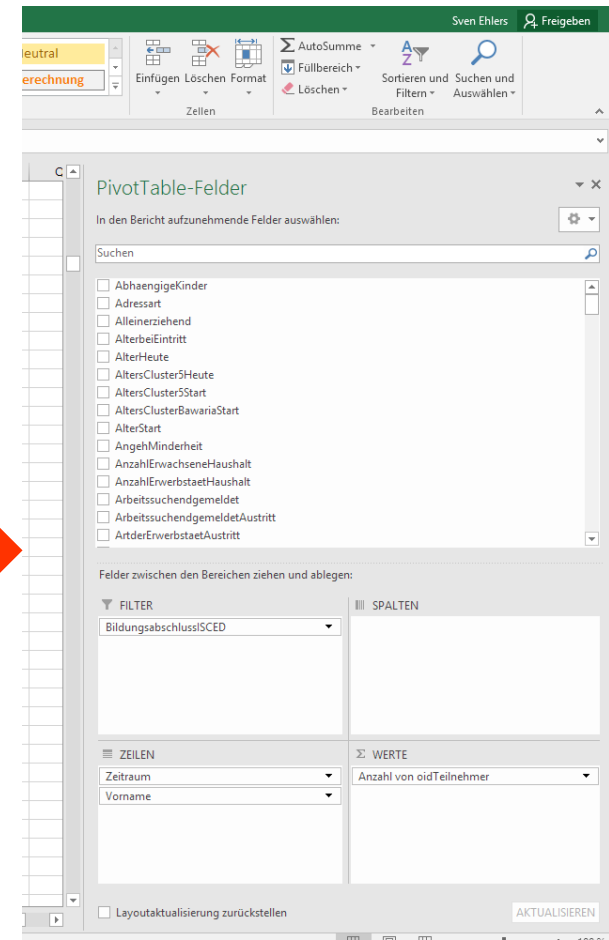 Sven Ehlers Freigeben
Neutral
Berechnung
Einfügen Löschen Format
Σ AutoSumme
Füllbereich
Löschen
Sortieren und Filtern
Suchen und Auswählen
Zellen
Bearbeiten
PivotTable-Felder
In den Bericht aufzunehmende Felder auswählen:
Suchen
AbhaengigeKinder
Adressart
Alleinerziehend
AlterbeiEintritt
AlterHeute
AltersCluster5Heute
AltersCluster5Start
AltersClusterBawariaStart
AlterStart
AngehMinderheit
AnzahlErwachseneHaushalt
AnzahlErwerbstaetHaushalt
Arbeitssuchendgemeldet
ArbeitssuchendgemeldetAustritt
ArtderErwerbstaetAustritt
Felder zwischen den Bereichen ziehen und ablegen:
FILTER
BildungsabschlussISCED
SPALTEN
ZEILEN
Zeitraum
Vorname
Σ WERTE
Anzahl von oidTeilnehmer
Layoutaktualisierung zurückstellen
AKTUALISIEREN